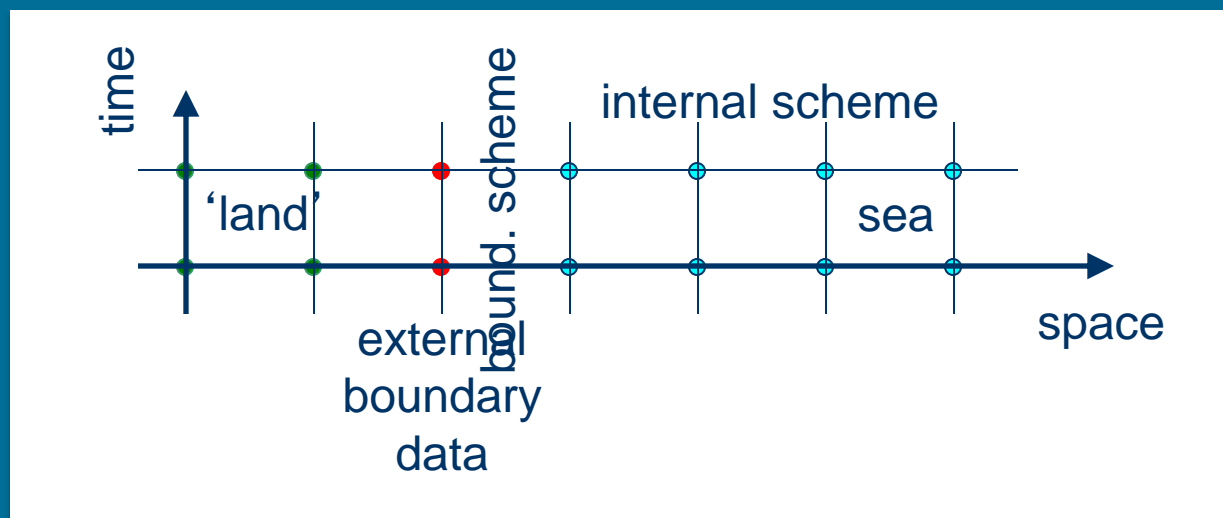 time
bound. scheme
internal scheme
‘land’
sea
space
external
boundary
data